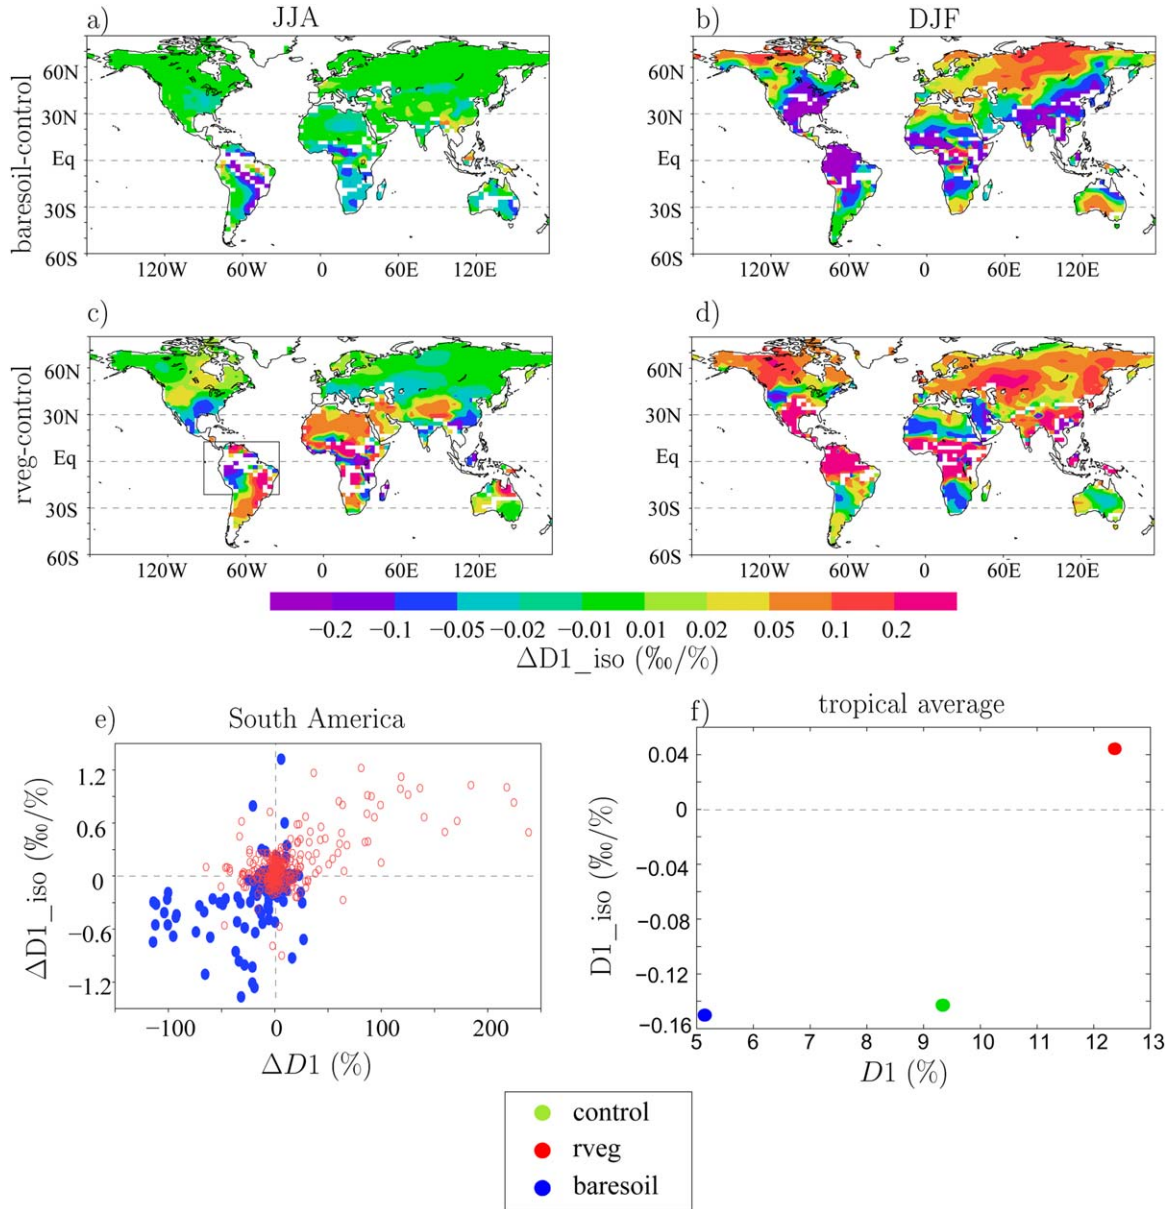 JJA
DJF
a)
b)
baresoil-control
60N
30N
Eq
30S
60S
120W 60W 0 60E 120E
60N
30N
Eq
30S
60S
120W 60W 0 60E 120E
c)
d)
rveg-control
60N
30N
Eq
30S
60S
120W 60W 0 60E 120E
60N
30N
Eq
30S
60S
120W 60W 0 60E 120E
−0.2 −0.1 −0.05 −0.02 −0.01 0.01 0.02 0.05 0.1 0.2
ΔD1_iso (‰/%)
e) South America
ΔD1_iso (‰/%)
1.2
0.6
0
−0.6
−1.2
−100 0 100 200
ΔD1 (%)
f) tropical average
D1_iso (‰/%)
0.04
0
−0.04
−0.08
−0.12
−0.16
5 6 7 8 9 10 11 12 13
D1 (%)
control
rveg
baresoil